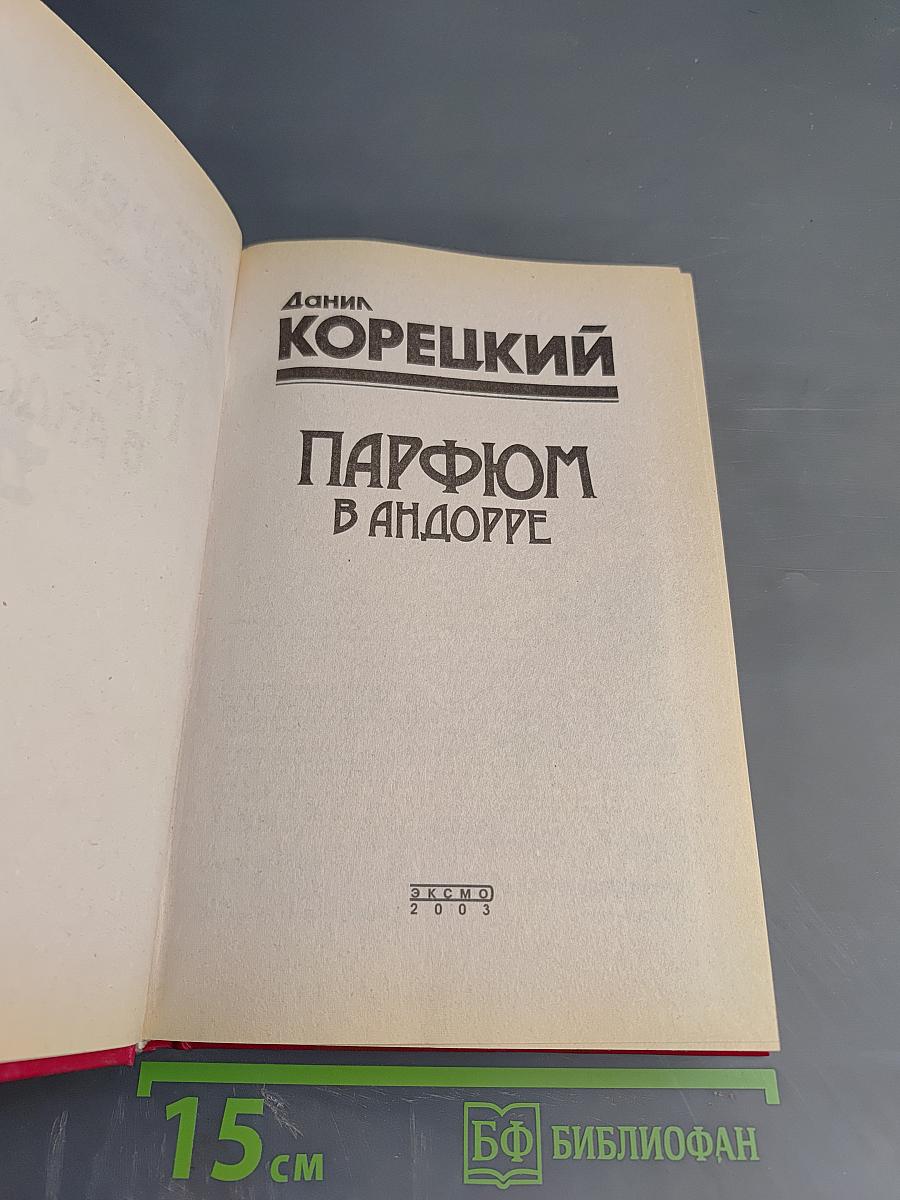 Данил
КОРЕЦКИЙ
ПАРФЮМ
В АНДОРРЕ
ЭКСМО
2003
15 см
БФ БИБЛИОФАН